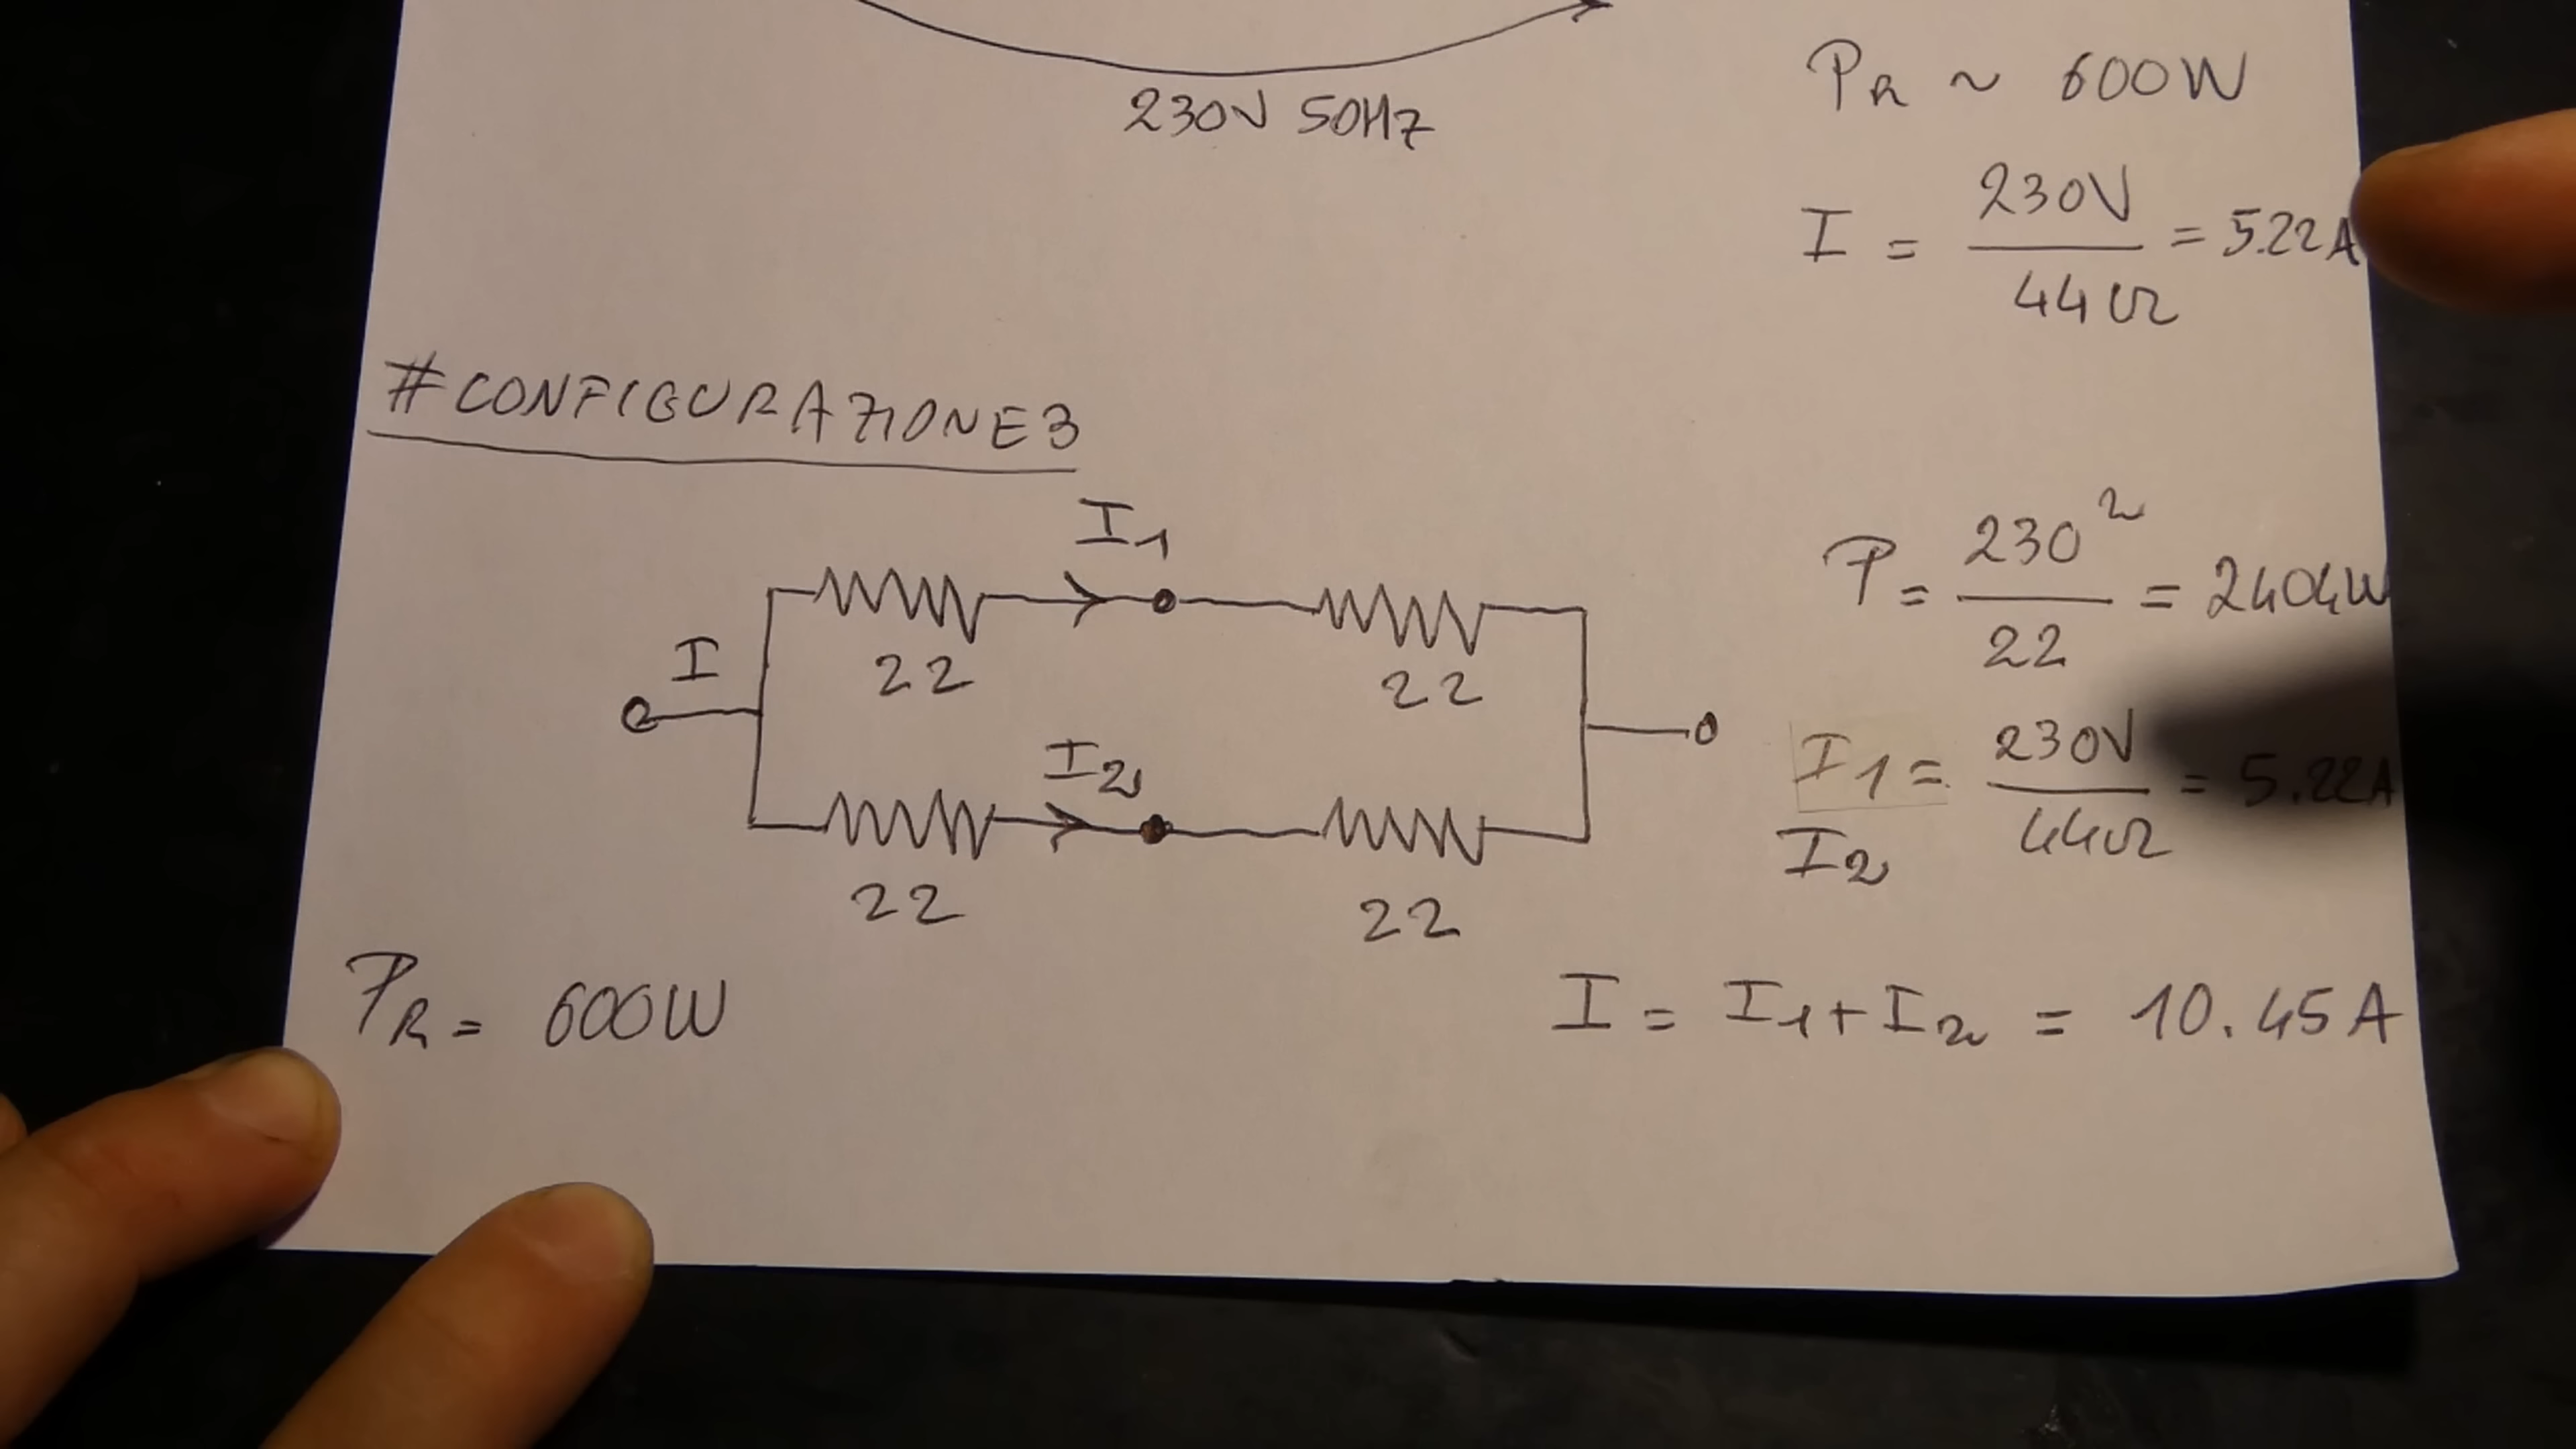 230V 50Hz
PR ~ 600W
I = 230V / 44Ω = 5.22A
#CONFIGURAZIONE3
I1
I
22
22
I2
22
22
P = 230² / 22 = 2404W
I1 = 230V / 44Ω = 5.22A
I2
PR = 600W
I = I1 + I2 = 10.45A